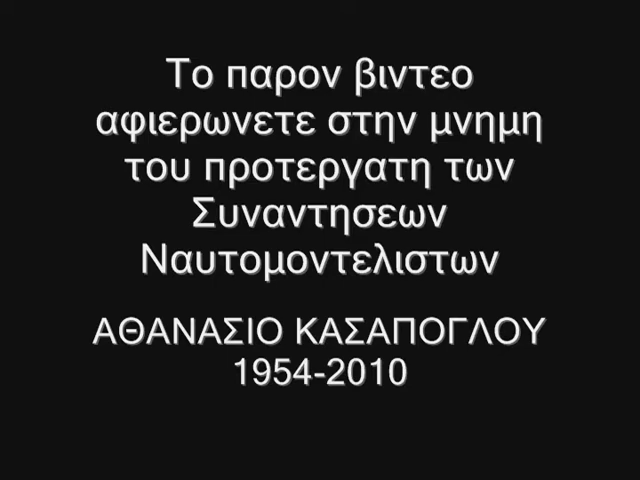 Το παρον βιντεο
αφιερωνετε στην μνημη
του προτεργατη των
Συναντησεων
Ναυτομοντελιστων
ΑΘΑΝΑΣΙΟ ΚΑΣΑΠΟΓΛΟΥ
1954-2010